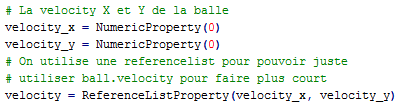 # La velocity X et Y de la balle
velocity_x = NumericProperty(0)
velocity_y = NumericProperty(0)
# On utilise une referencelist pour pouvoir juste
# utiliser ball.velocity pour faire plus court
velocity = ReferenceListProperty(velocity_x, velocity_y)